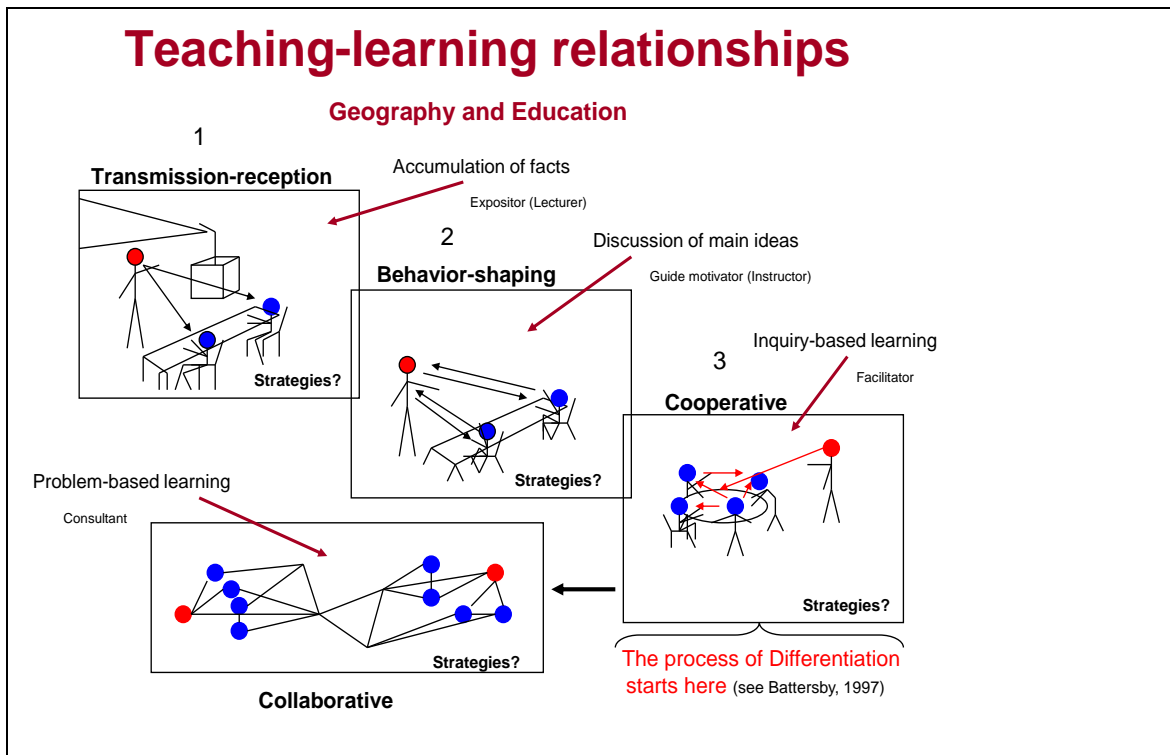 Teaching-learning relationships
Geography and Education
1
Transmission-reception
Accumulation of facts
Expositor (Lecturer)
Strategies?
2
Behavior-shaping
Discussion of main ideas
Guide motivator (Instructor)
Strategies?
3
Cooperative
Inquiry-based learning
Facilitator
Strategies?
The process of Differentiation
starts here (see Battersby, 1997)
Problem-based learning
Consultant
Strategies?
Collaborative